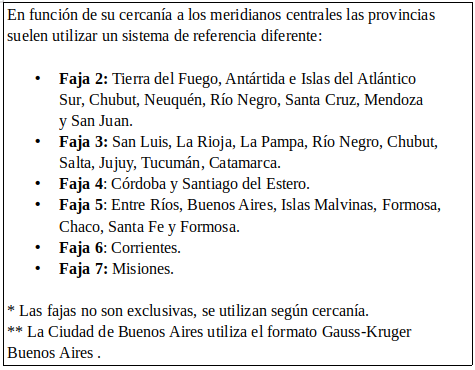 En función de su cercanía a los meridianos centrales las provincias
suelen utilizar un sistema de referencia diferente:
• Faja 2: Tierra del Fuego, Antártida e Islas del Atlántico
Sur, Chubut, Neuquén, Río Negro, Santa Cruz, Mendoza
y San Juan.
• Faja 3: San Luis, La Rioja, La Pampa, Río Negro, Chubut,
Salta, Jujuy, Tucumán, Catamarca.
• Faja 4: Córdoba y Santiago del Estero.
• Faja 5: Entre Ríos, Buenos Aires, Islas Malvinas, Formosa,
Chaco, Santa Fe y Formosa.
• Faja 6: Corrientes.
• Faja 7: Misiones.
* Las fajas no son exclusivas, se utilizan según cercanía.
** La Ciudad de Buenos Aires utiliza el formato Gauss-Kruger
Buenos Aires .